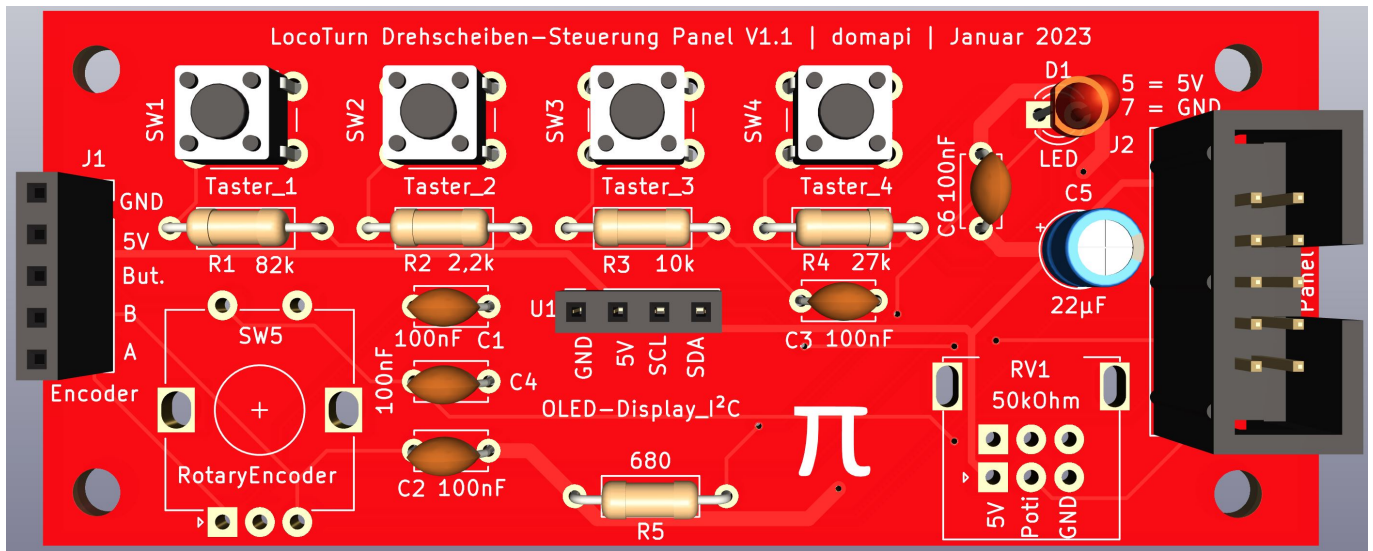 LocoTurn Drehscheiben-Steuerung Panel V1.1 | domapi | Januar 2023
SW1
SW2
SW3
SW4
D1
5 = 5V
7 = GND
LED
J2
J1
Taster_1
Taster_2
Taster_3
Taster_4
C6 100nF
C5
+
GND
5V
But.
B
A
Encoder
R1 82k
R2 2,2k
R3 10k
R4 27k
22µF
Panel
SW5
RotaryEncoder
100nF C1
100nF
C4
C2 100nF
U1
GND
5V
SCL
SDA
OLED-Display_I²C
C3 100nF
RV1
50kOhm
π
5V
Poti
GND
680
R5